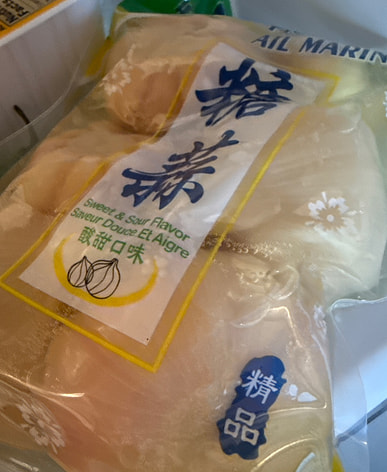 AIL MARIN
糖蒜
Sweet & Sour Flavor
Saveur Douce Et Aigre
酸甜口味
精品